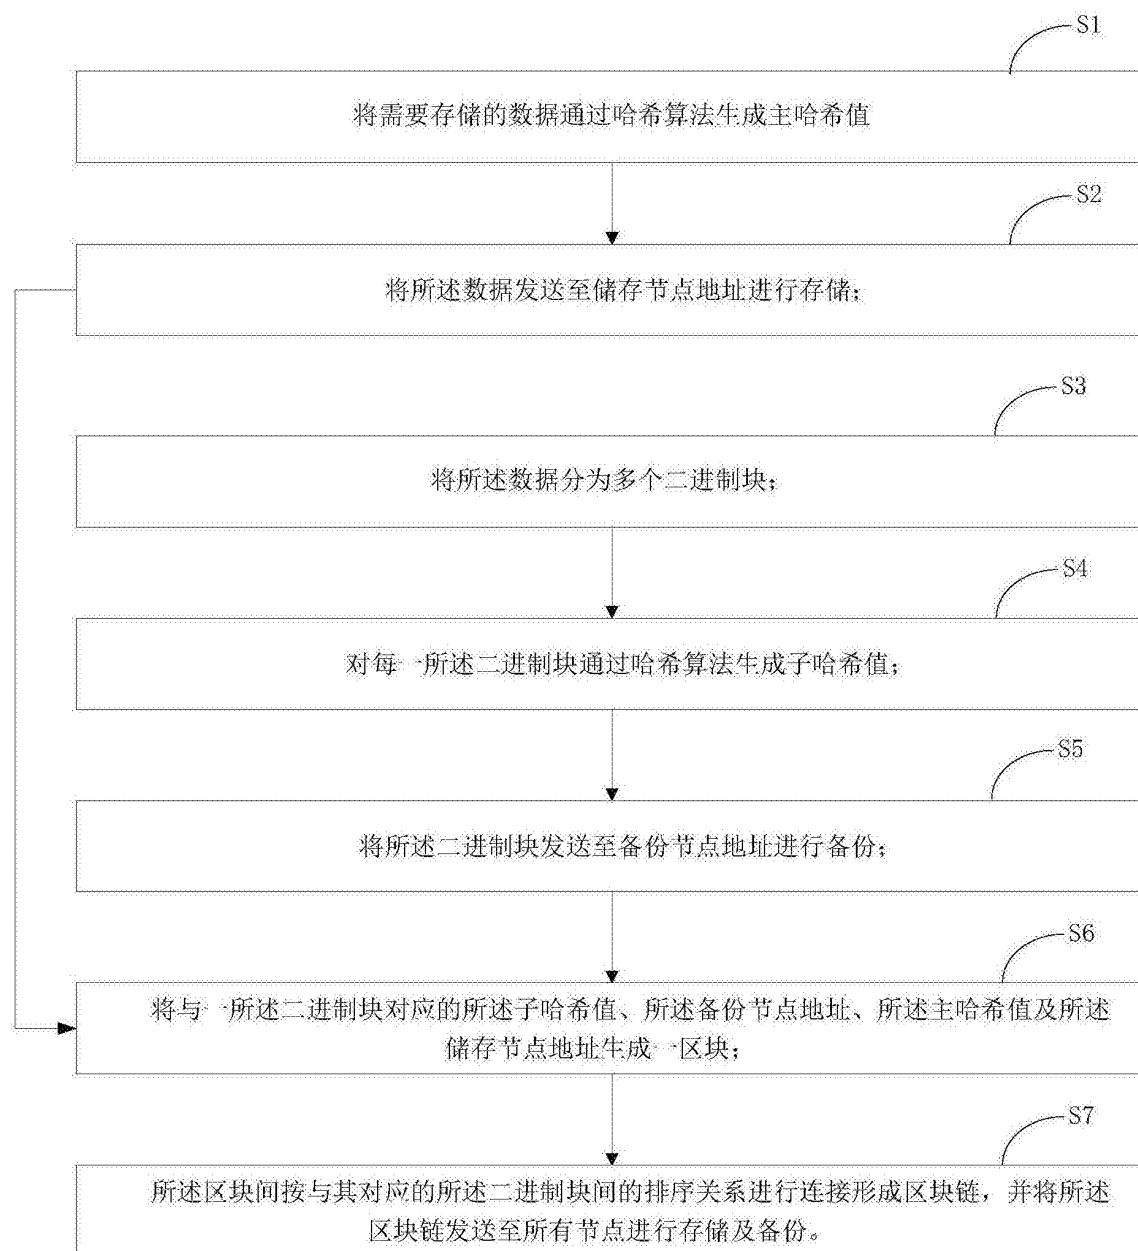 S1
将需要存储的数据通过哈希算法生成主哈希值
S2
将所述数据发送至储存节点地址进行存储；
S3
将所述数据分为多个二进制块；
S4
对每一所述二进制块通过哈希算法生成子哈希值；
S5
将所述二进制块发送至备份节点地址进行备份；
S6
将与一所述二进制块对应的所述子哈希值、所述备份节点地址、所述主哈希值及所述
储存节点地址生成一区块；
S7
所述区块间按与其对应的所述二进制块间的排序关系进行连接形成区块链，并将所述
区块链发送至所有节点进行存储及备份。